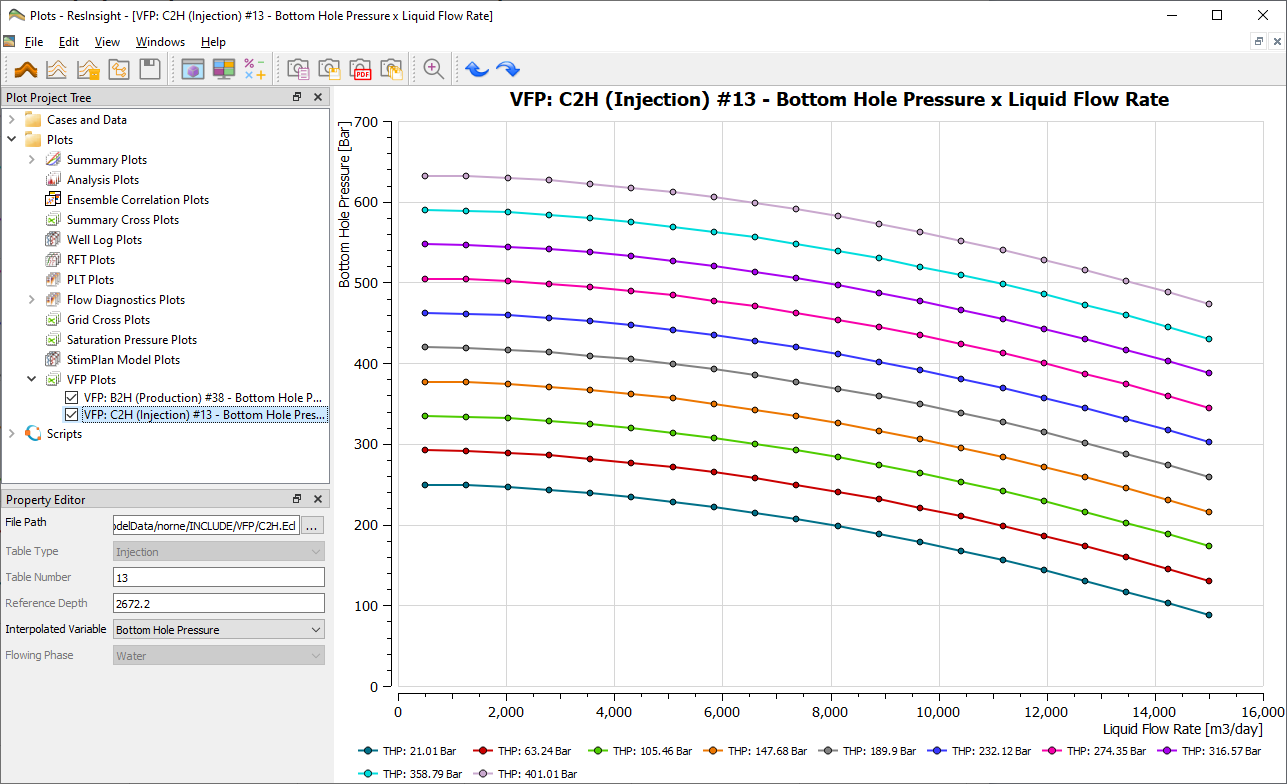 Plots - ResInsight - [VFP: C2H (Injection) #13 - Bottom Hole Pressure x Liquid Flow Rate]
File Edit View Windows Help
PDF
Plot Project Tree
Cases and Data
Plots
Summary Plots
Analysis Plots
Ensemble Correlation Plots
Summary Cross Plots
Well Log Plots
RFT Plots
PLT Plots
Flow Diagnostics Plots
Grid Cross Plots
Saturation Pressure Plots
StimPlan Model Plots
VFP Plots
VFP: B2H (Production) #38 - Bottom Hole P...
VFP: C2H (Injection) #13 - Bottom Hole Pres...
Scripts
Property Editor
File Path odelData/norne/INCLUDE/VFP/C2H.Ecl ...
Table Type Injection
Table Number 13
Reference Depth 2672.2
Interpolated Variable Bottom Hole Pressure
Flowing Phase Water
VFP: C2H (Injection) #13 - Bottom Hole Pressure x Liquid Flow Rate
Bottom Hole Pressure [Bar]
700
600
500
400
300
200
100
0
0 2,000 4,000 6,000 8,000 10,000 12,000 14,000 16,000
Liquid Flow Rate [m3/day]
THP: 21.01 Bar THP: 63.24 Bar THP: 105.46 Bar THP: 147.68 Bar THP: 189.9 Bar THP: 232.12 Bar THP: 274.35 Bar THP: 316.57 Bar
THP: 358.79 Bar THP: 401.01 Bar